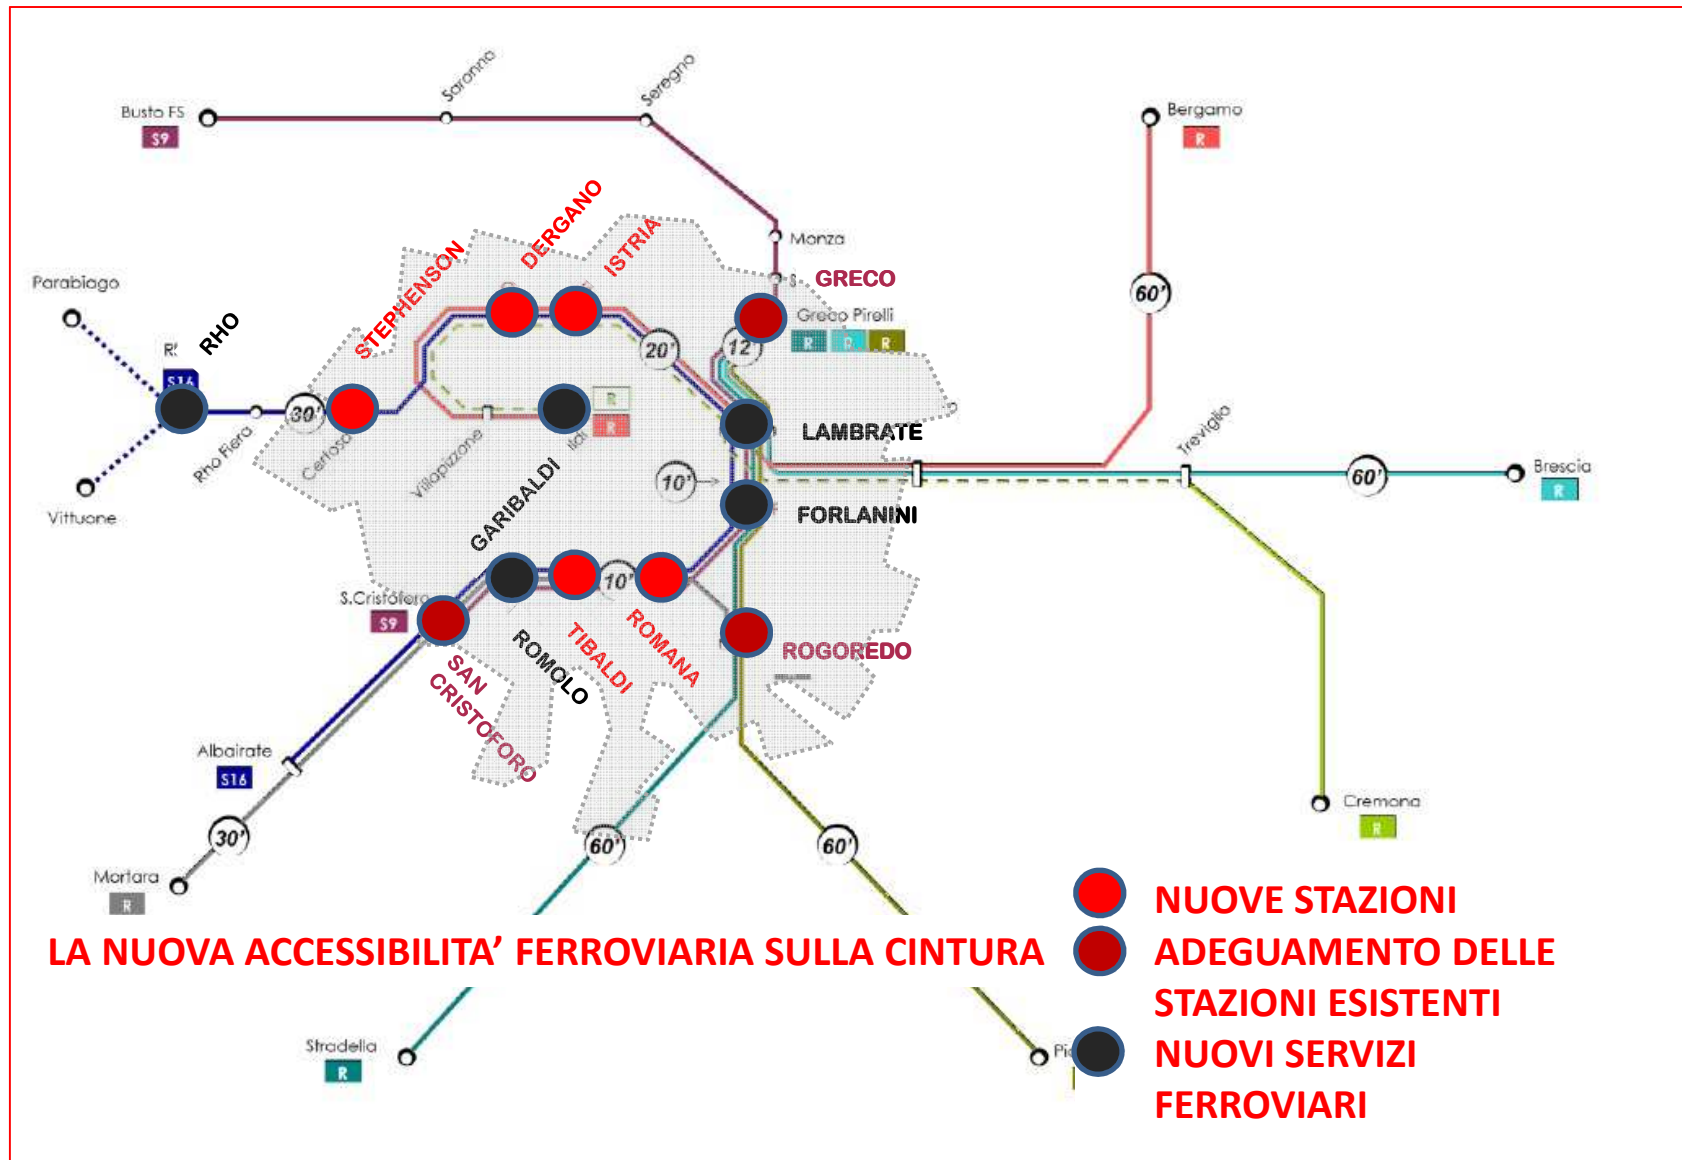 Saronno
Seregno
Busto FS
S9
Bergamo
R
Monza
DERGANO
ISTRIA
STEPHENSON
S.
GRECO
Parabiago
RHO
60'
Greco Pirelli
R R R
20'
12'
S16
30'
Rho Fiera
Certosa
Villapizzone
R
R
LAMBRATE
Treviglio
GARIBALDI
10'
60'
Brescia
R
Vittuone
FORLANINI
S.Cristoforo
S9
10'
ROMOLO
TIBALDI
ROMANA
ROGOREDO
SAN
CRISTOFORO
Albairate
S16
Cremona
R
30'
60'
60'
Mortara
R
NUOVE STAZIONI
LA NUOVA ACCESSIBILITA’ FERROVIARIA SULLA CINTURA
ADEGUAMENTO DELLE
STAZIONI ESISTENTI
Stradella
R
NUOVI SERVIZI
FERROVIARI